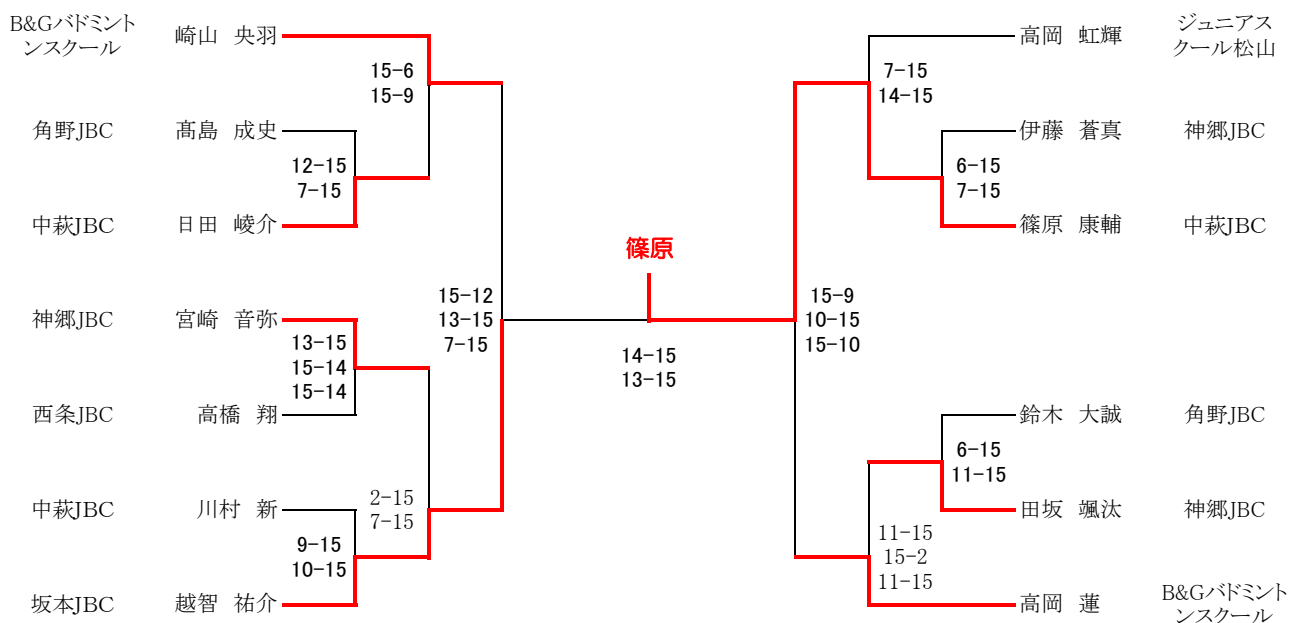 B&Gバドミント
ンスクール
崎山 央羽
15-6
15-9
角野JBC
髙島 成史
12-15
7-15
中萩JBC
日田 崚介
神郷JBC
宮崎 音弥
13-15
15-14
15-14
西条JBC
高橋 翔
中萩JBC
川村 新
2-15
7-15
9-15
10-15
坂本JBC
越智 祐介
15-12
13-15
7-15
篠原
14-15
13-15
15-9
10-15
15-10
高岡 虹輝
ジュニアス
クール松山
7-15
14-15
伊藤 蒼真
神郷JBC
6-15
7-15
篠原 康輔
中萩JBC
鈴木 大誠
角野JBC
6-15
11-15
田坂 颯汰
神郷JBC
11-15
15-2
11-15
高岡 蓮
B&Gバドミント
ンスクール